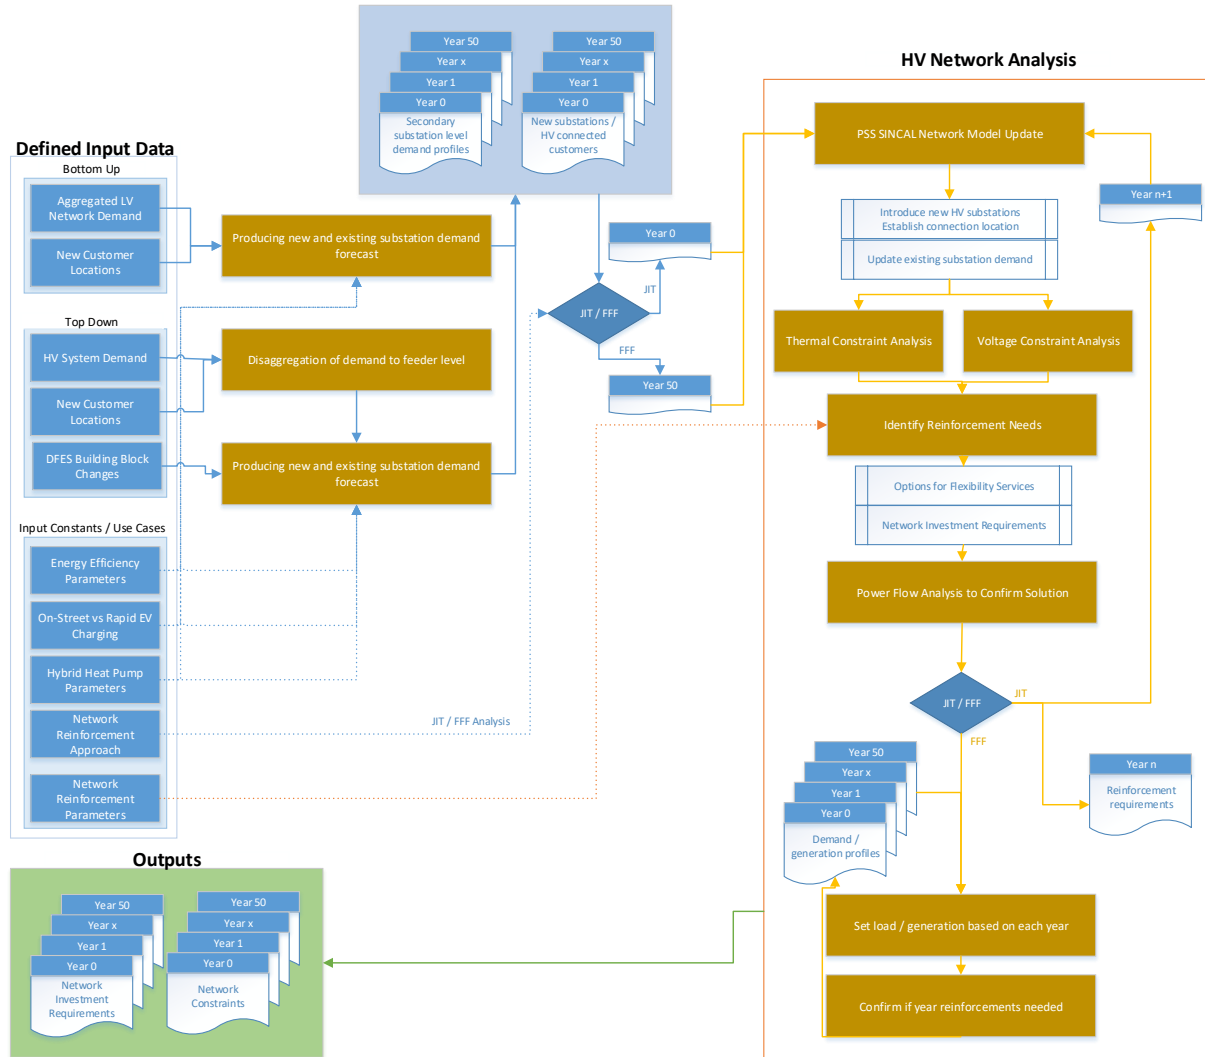 Year 50
Year x
Year 1
Year 0
Secondary
substation level
demand profiles
Year 50
Year x
Year 1
Year 0
New substations /
HV connected
customers
Defined Input Data
Bottom Up
Aggregated LV
Network Demand
New Customer
Locations
Top Down
HV System Demand
New Customer
Locations
DFES Building Block
Changes
Input Constants / Use Cases
Energy Efficiency
Parameters
On-Street vs Rapid EV
Charging
Hybrid Heat Pump
Parameters
Network
Reinforcement
Approach
Network
Reinforcement
Parameters
Producing new and existing substation demand
forecast
Disaggregation of demand to feeder level
Producing new and existing substation demand
forecast
JIT / FFF Analysis
Year 0
JIT
JIT / FFF
FFF
Year 50
HV Network Analysis
PSS SINCAL Network Model Update
Year n+1
Introduce new HV substations
Establish connection location
Update existing substation demand
Thermal Constraint Analysis
Voltage Constraint Analysis
Identify Reinforcement Needs
Options for Flexibility Services
Network Investment Requirements
Power Flow Analysis to Confirm Solution
JIT / FFF
JIT
FFF
Year n
Reinforcement
requirements
Year 50
Year x
Year 1
Year 0
Demand /
generation profiles
Set load / generation based on each year
Confirm if year reinforcements needed
Outputs
Year 50
Year x
Year 1
Year 0
Network
Investment
Requirements
Year 50
Year x
Year 1
Year 0
Network
Constraints